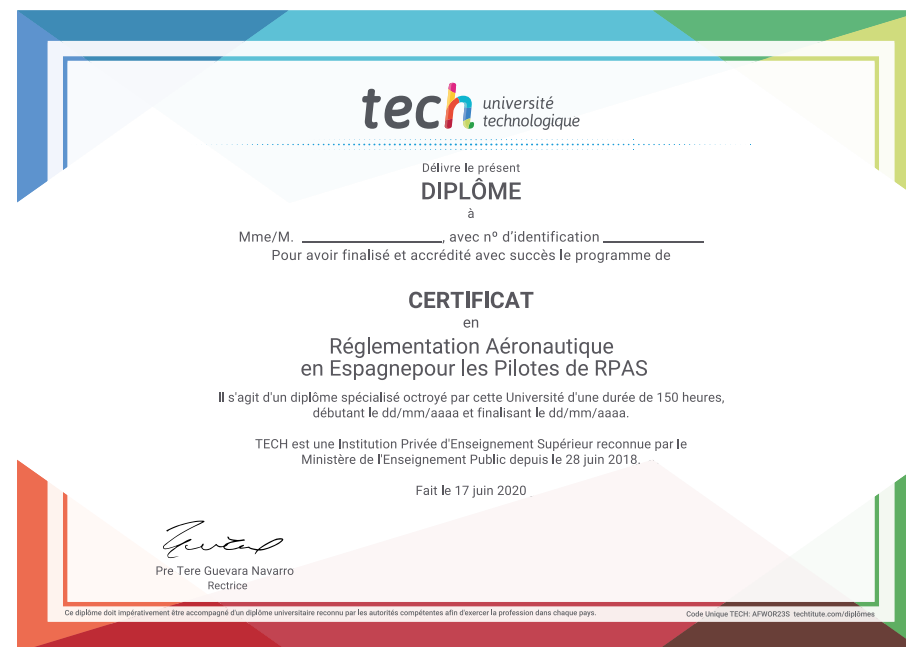 tech université
technologique
Délivre le présent
DIPLÔME
à
Mme/M. ____________________, avec nº d'identification ______________
Pour avoir finalisé et accrédité avec succès le programme de
CERTIFICAT
en
Réglementation Aéronautique
en Espagnepour les Pilotes de RPAS
Il s'agit d'un diplôme spécialisé octroyé par cette Université d'une durée de 150 heures,
débutant le dd/mm/aaaa et finalisant le dd/mm/aaaa.
TECH est une Institution Privée d'Enseignement Supérieur reconnue par le
Ministère de l'Enseignement Public depuis le 28 juin 2018.
Fait le 17 juin 2020
Pre Tere Guevara Navarro
Rectrice
Ce diplôme doit impérativement être accompagné d'un diplôme universitaire reconnu par les autorités compétentes afin d'exercer la profession dans chaque pays.
Code Unique TECH: AFWOR23S techtitute.com/diplômes